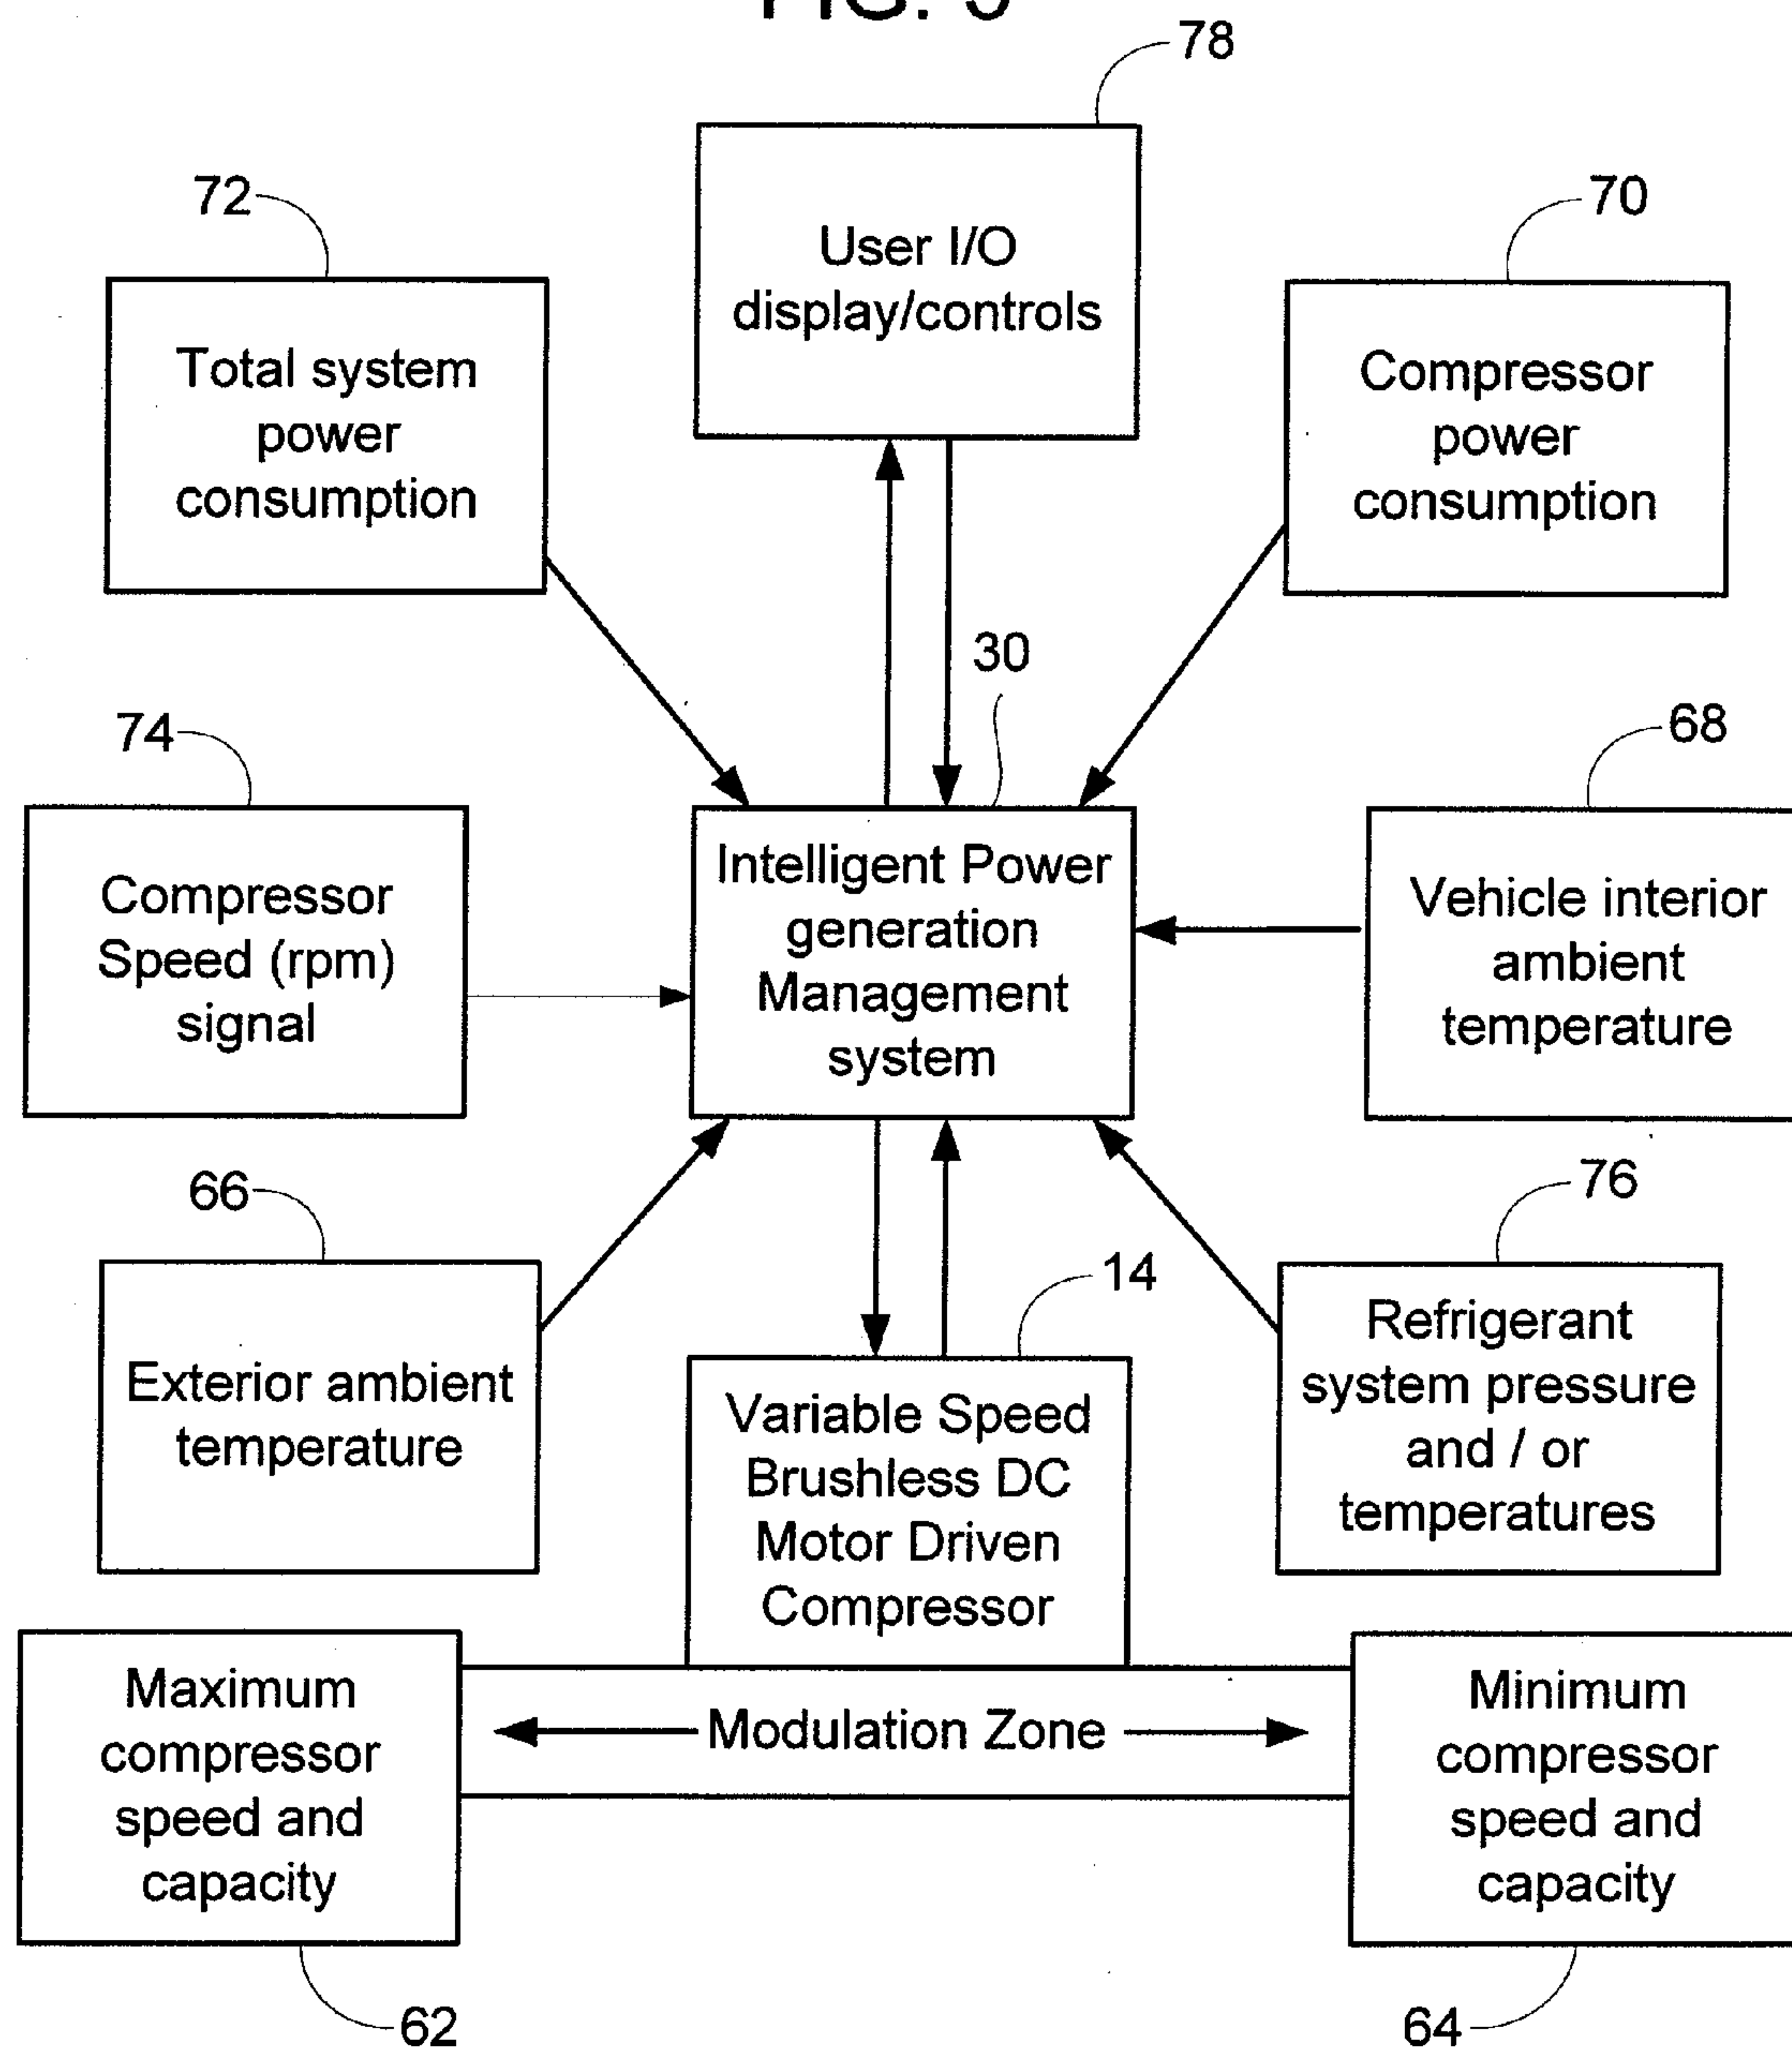 78
72
70
User I/O
display/controls
Total system
power
consumption
Compressor
power
consumption
30
74
68
Compressor
Speed (rpm)
signal
Intelligent Power
generation
Management
system
Vehicle interior
ambient
temperature
66
76
14
Exterior ambient
temperature
Variable Speed
Brushless DC
Motor Driven
Compressor
Refrigerant
system pressure
and / or
temperatures
Maximum
compressor
speed and
capacity
Modulation Zone
Minimum
compressor
speed and
capacity
62
64